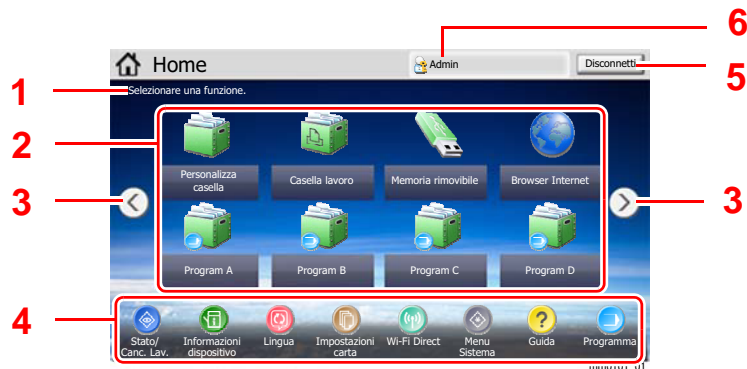 6
Home
Admin
Disconnetti
5
1
Selezionare una funzione.
2
Personalizza
casella
Casella lavoro
Memoria rimovibile
Browser Internet
3
3
Program A
Program B
Program C
Program D
4
Stato/
Canc. Lav.
Informazioni
dispositivo
Lingua
Impostazioni
carta
Wi-Fi Direct
Menu
Sistema
?
Guida
Programma